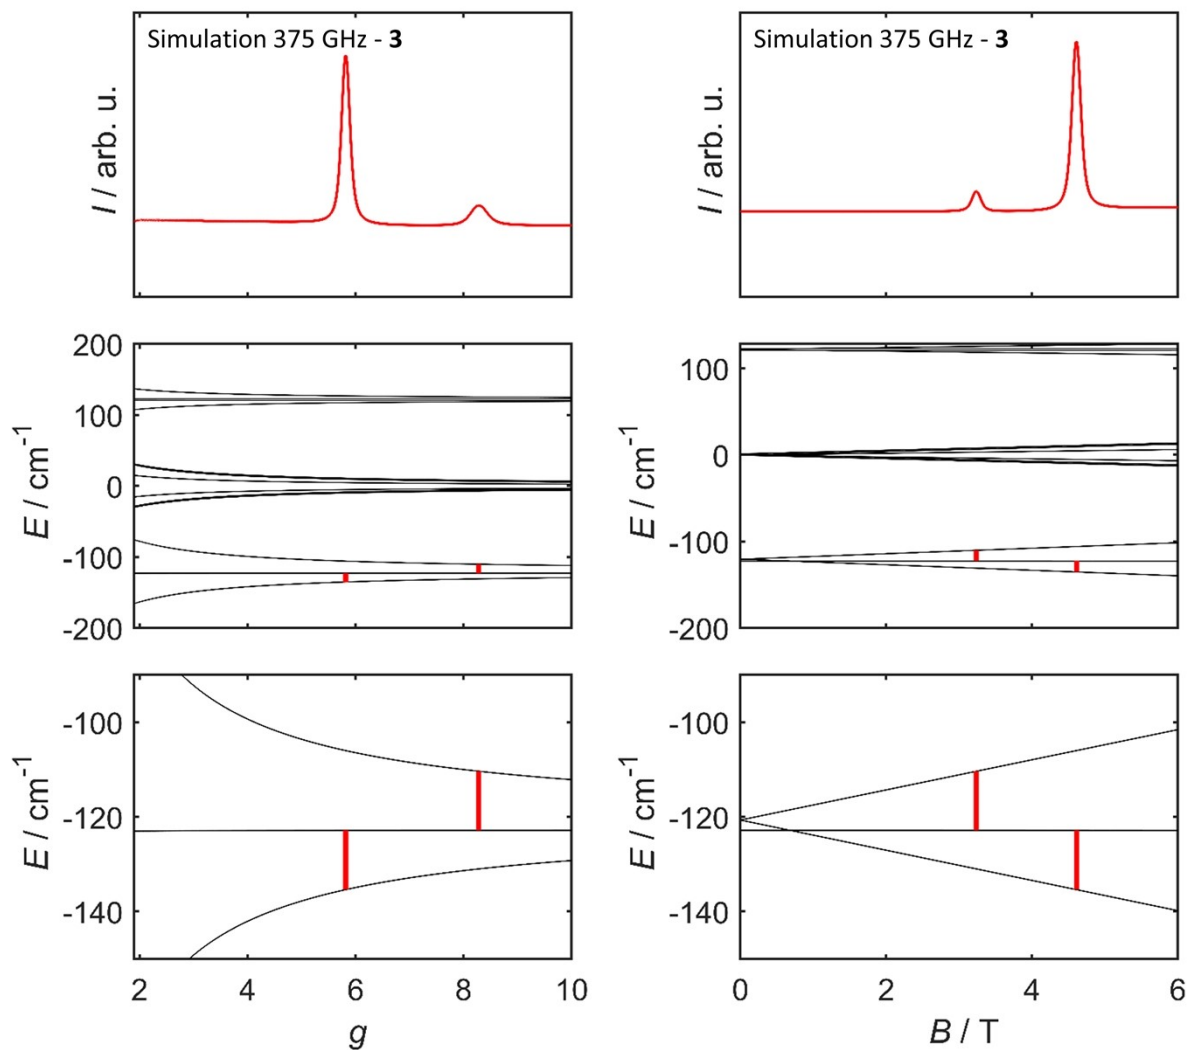 Simulation 375 GHz - 3
I / arb. u.
Simulation 375 GHz - 3
I / arb. u.
200
100
0
-100
-200
E / cm-1
100
0
-100
-200
E / cm-1
-100
-120
-140
E / cm-1
2 4 6 8 10
g
-100
-120
-140
E / cm-1
0 2 4 6
B / T